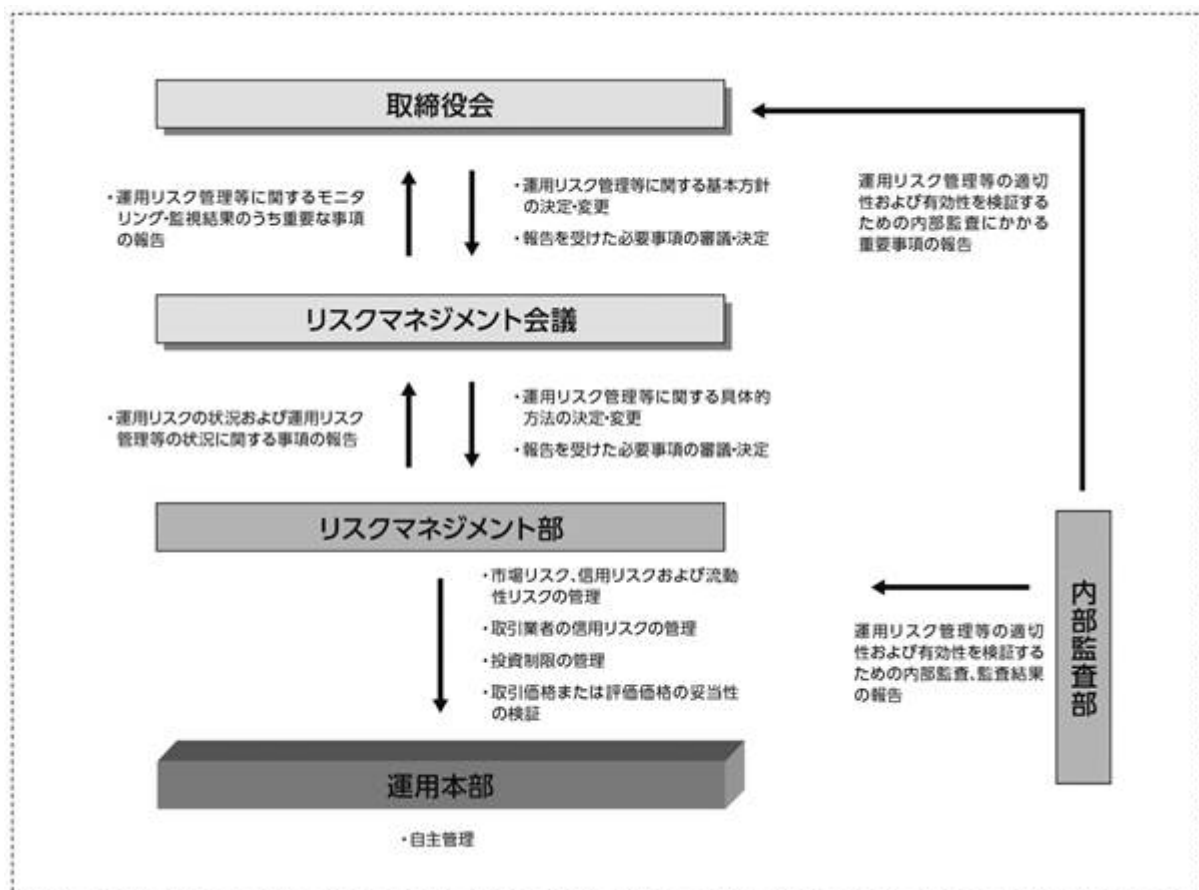 取締役会
・運用リスク管理等に関するモニタ
リング・監視結果のうち重要な事項
の報告
・運用リスク管理等に関する基本方針
の決定・変更
・報告を受けた必要事項の審議・決定
運用リスク管理等の適切
性および有効性を検証する
ための内部監査にかかる
重要事項の報告
リスクマネジメント会議
・運用リスクの状況および運用リスク
管理等の状況に関する事項の報告
・運用リスク管理等に関する具体的
方法の決定・変更
・報告を受けた必要事項の審議・決定
リスクマネジメント部
・市場リスク、信用リスクおよび流動
性リスクの管理
・取引業者の信用リスクの管理
・投資制限の管理
・取引価格または評価価格の妥当性
の検証
運用リスク管理等の適切
性および有効性を検証する
ための内部監査、監査結果
の報告
内部監査部
運用本部
・自主管理